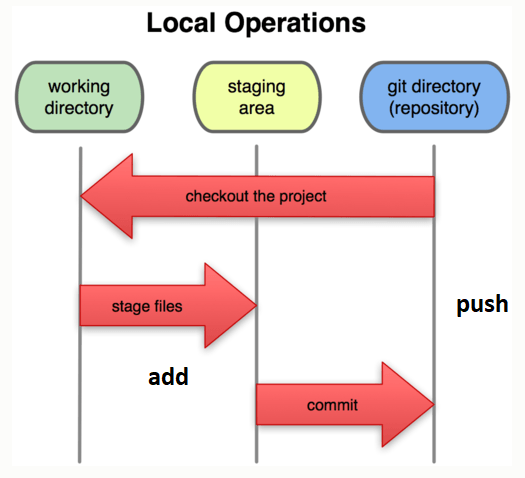 Local Operations
working
directory
staging
area
git directory
(repository)
checkout the project
stage files
push
add
commit